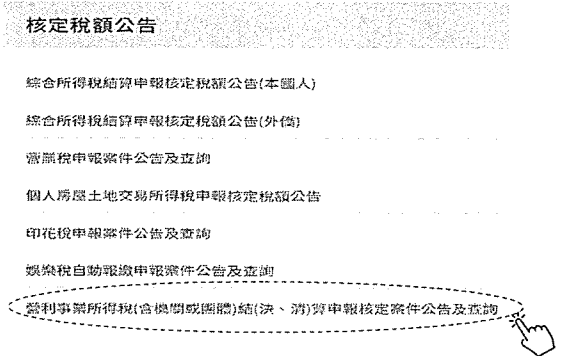 核定稅額公告
綜合所得稅結算申報核定稅額公告(本國人)
綜合所得稅結算申報核定稅額公告(外僑)
營業稅申報案件公告及查詢
個人房屋土地交易所得稅申報核定稅額公告
印花稅申報案件公告及查詢
娛樂稅自動報繳申報案件公告及查詢
營利事業所得稅(含機關或團體)結(決、清)算申報核定案件公告及查詢